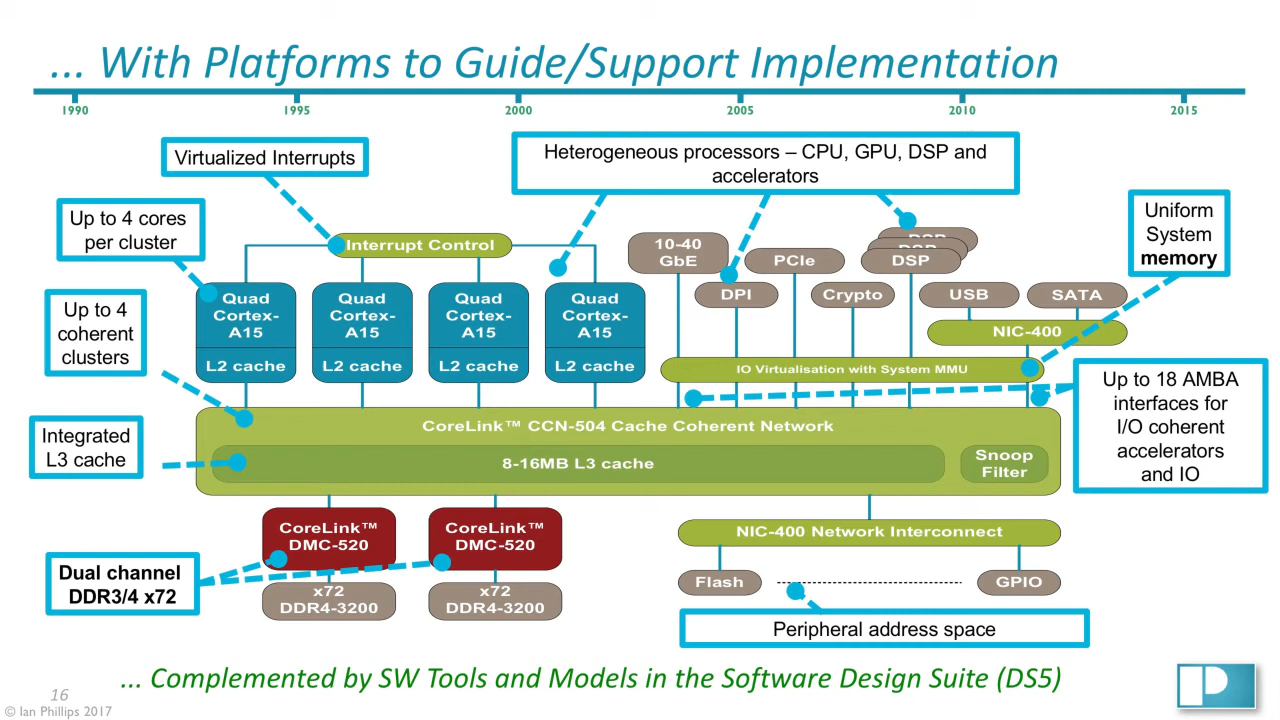 ... With Platforms to Guide/Support Implementation
1990 1995 2000 2005 2010 2015
Virtualized Interrupts
Heterogeneous processors – CPU, GPU, DSP and
accelerators
Up to 4 cores
per cluster
Uniform
System
memory
Interrupt Control
10-40
GbE
PCIe
DSP
DSP
DSP
Quad
Cortex-
A15
L2 cache
Quad
Cortex-
A15
L2 cache
Quad
Cortex-
A15
L2 cache
Quad
Cortex-
A15
L2 cache
DPI
Crypto
USB
SATA
NIC-400
Up to 4
coherent
clusters
IO Virtualisation with System MMU
Up to 18 AMBA
interfaces for
I/O coherent
accelerators
and IO
CoreLink™ CCN-504 Cache Coherent Network
Integrated
L3 cache
8-16MB L3 cache
Snoop
Filter
CoreLink™
DMC-520
CoreLink™
DMC-520
NIC-400 Network Interconnect
Dual channel
DDR3/4 x72
x72
DDR4-3200
x72
DDR4-3200
Flash
GPIO
Peripheral address space
... Complemented by SW Tools and Models in the Software Design Suite (DS5)
16
© Ian Phillips 2017
P